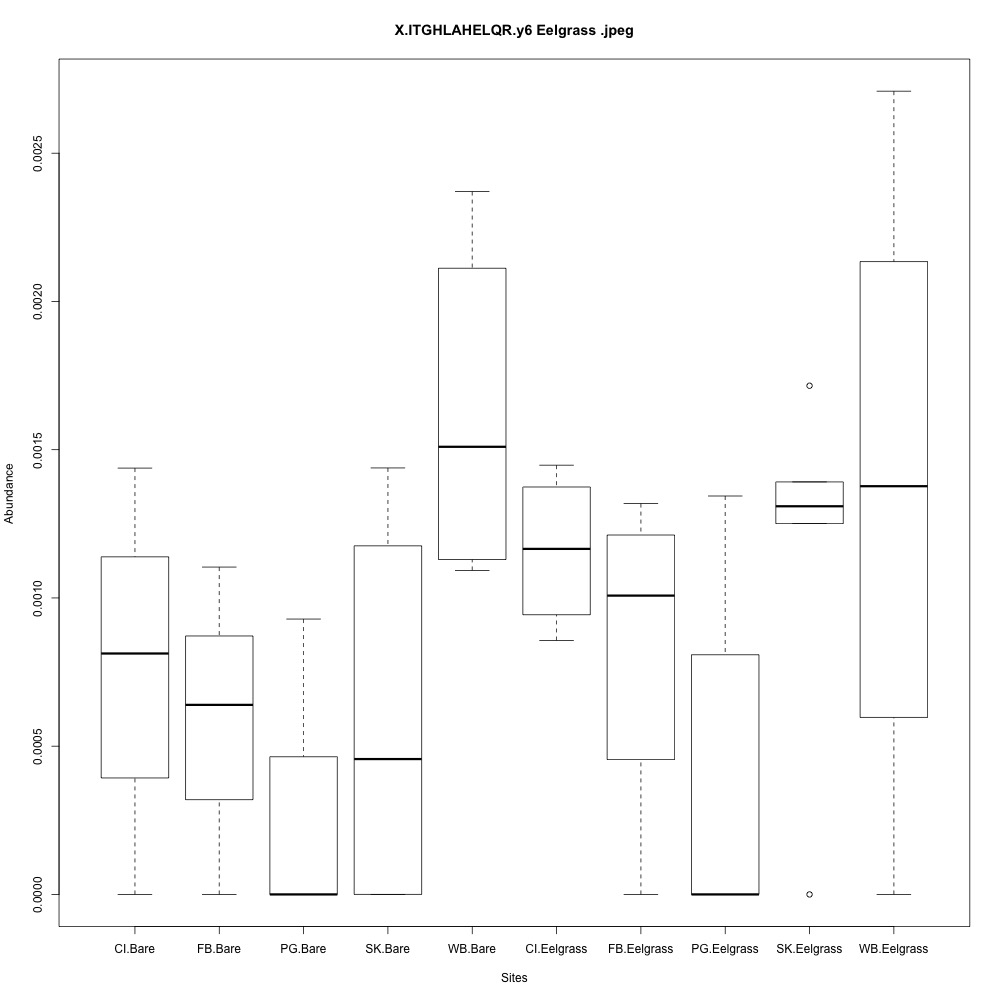 X.ITGHLAHELQR.y6 Eelgrass .jpeg
0.0025
0.0020
0.0015
0.0010
0.0005
0.0000
Abundance
CI.Bare FB.Bare PG.Bare SK.Bare WB.Bare CI.Eelgrass FB.Eelgrass PG.Eelgrass SK.Eelgrass WB.Eelgrass
Sites